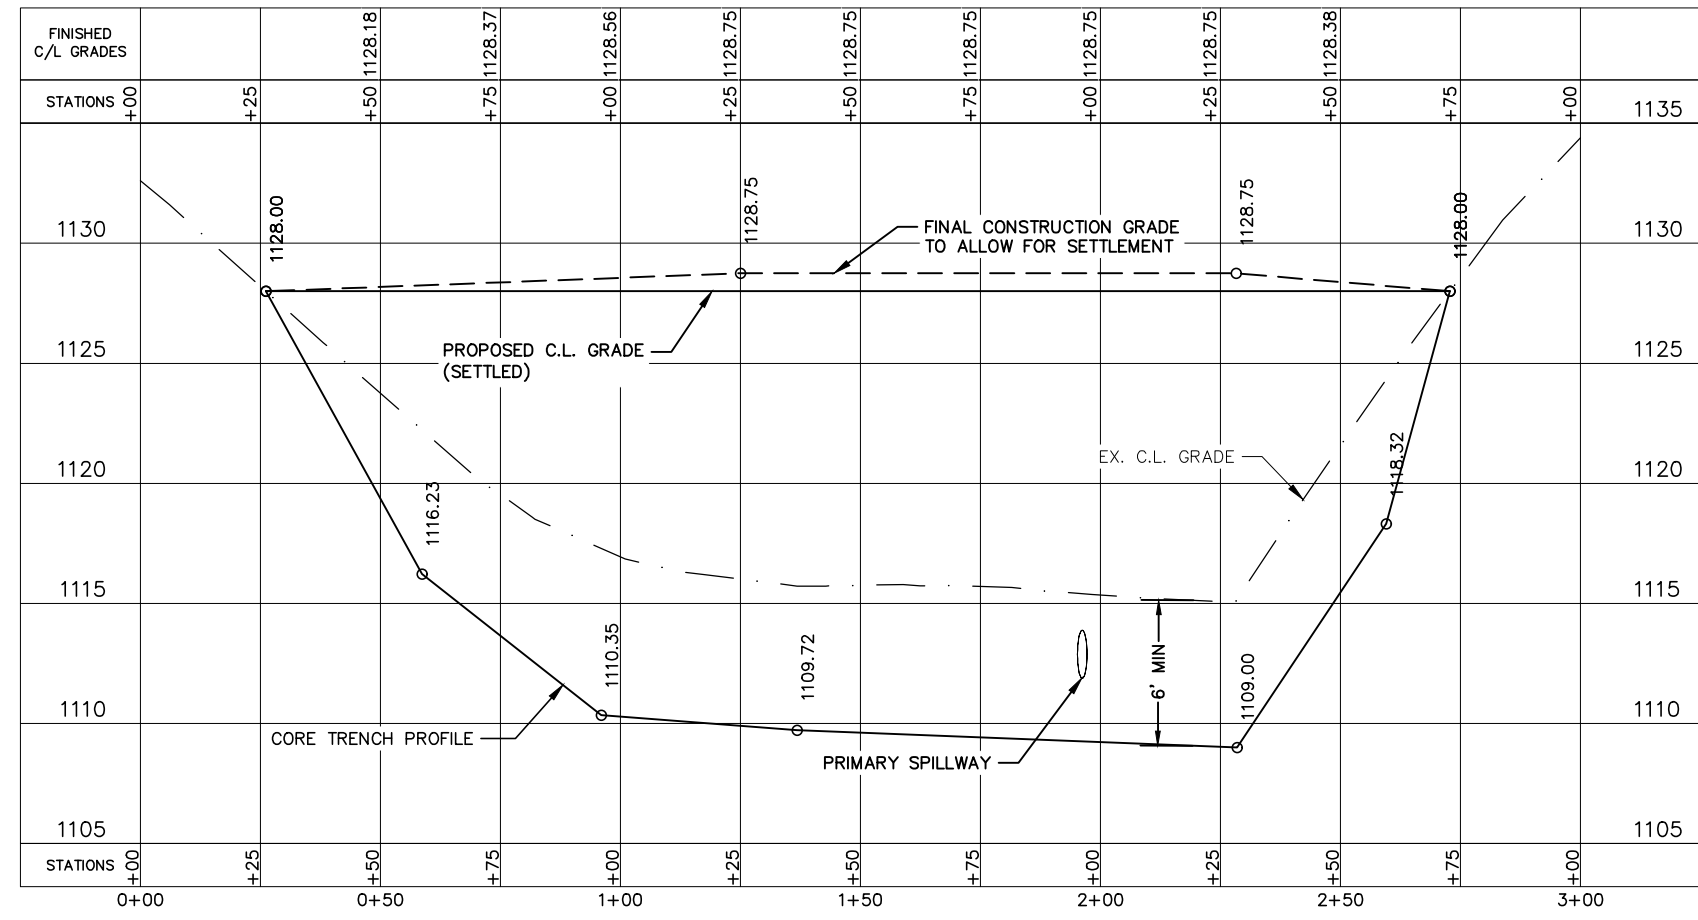 FINISHED
C/L GRADES
1128.18 1128.37 1128.56 1128.75 1128.75 1128.75 1128.75 1128.75 1128.38
STATIONS +00 +25 +50 +75 +00 +25 +50 +75 +00 +25 +50 +75 +00
1135
1128.00
1128.75
1128.75
1128.00
FINAL CONSTRUCTION GRADE
TO ALLOW FOR SETTLEMENT
1130 1130
PROPOSED C.L. GRADE
(SETTLED)
1125 1125
EX. C.L. GRADE
1118.32
1120 1120
1116.23
1115 1115
1110.35
1109.72
6' MIN
1109.00
1110 1110
CORE TRENCH PROFILE
PRIMARY SPILLWAY
1105 1105
STATIONS +00 +25 +50 +75 +00 +25 +50 +75 +00 +25 +50 +75 +00
0+00 0+50 1+00 1+50 2+00 2+50 3+00